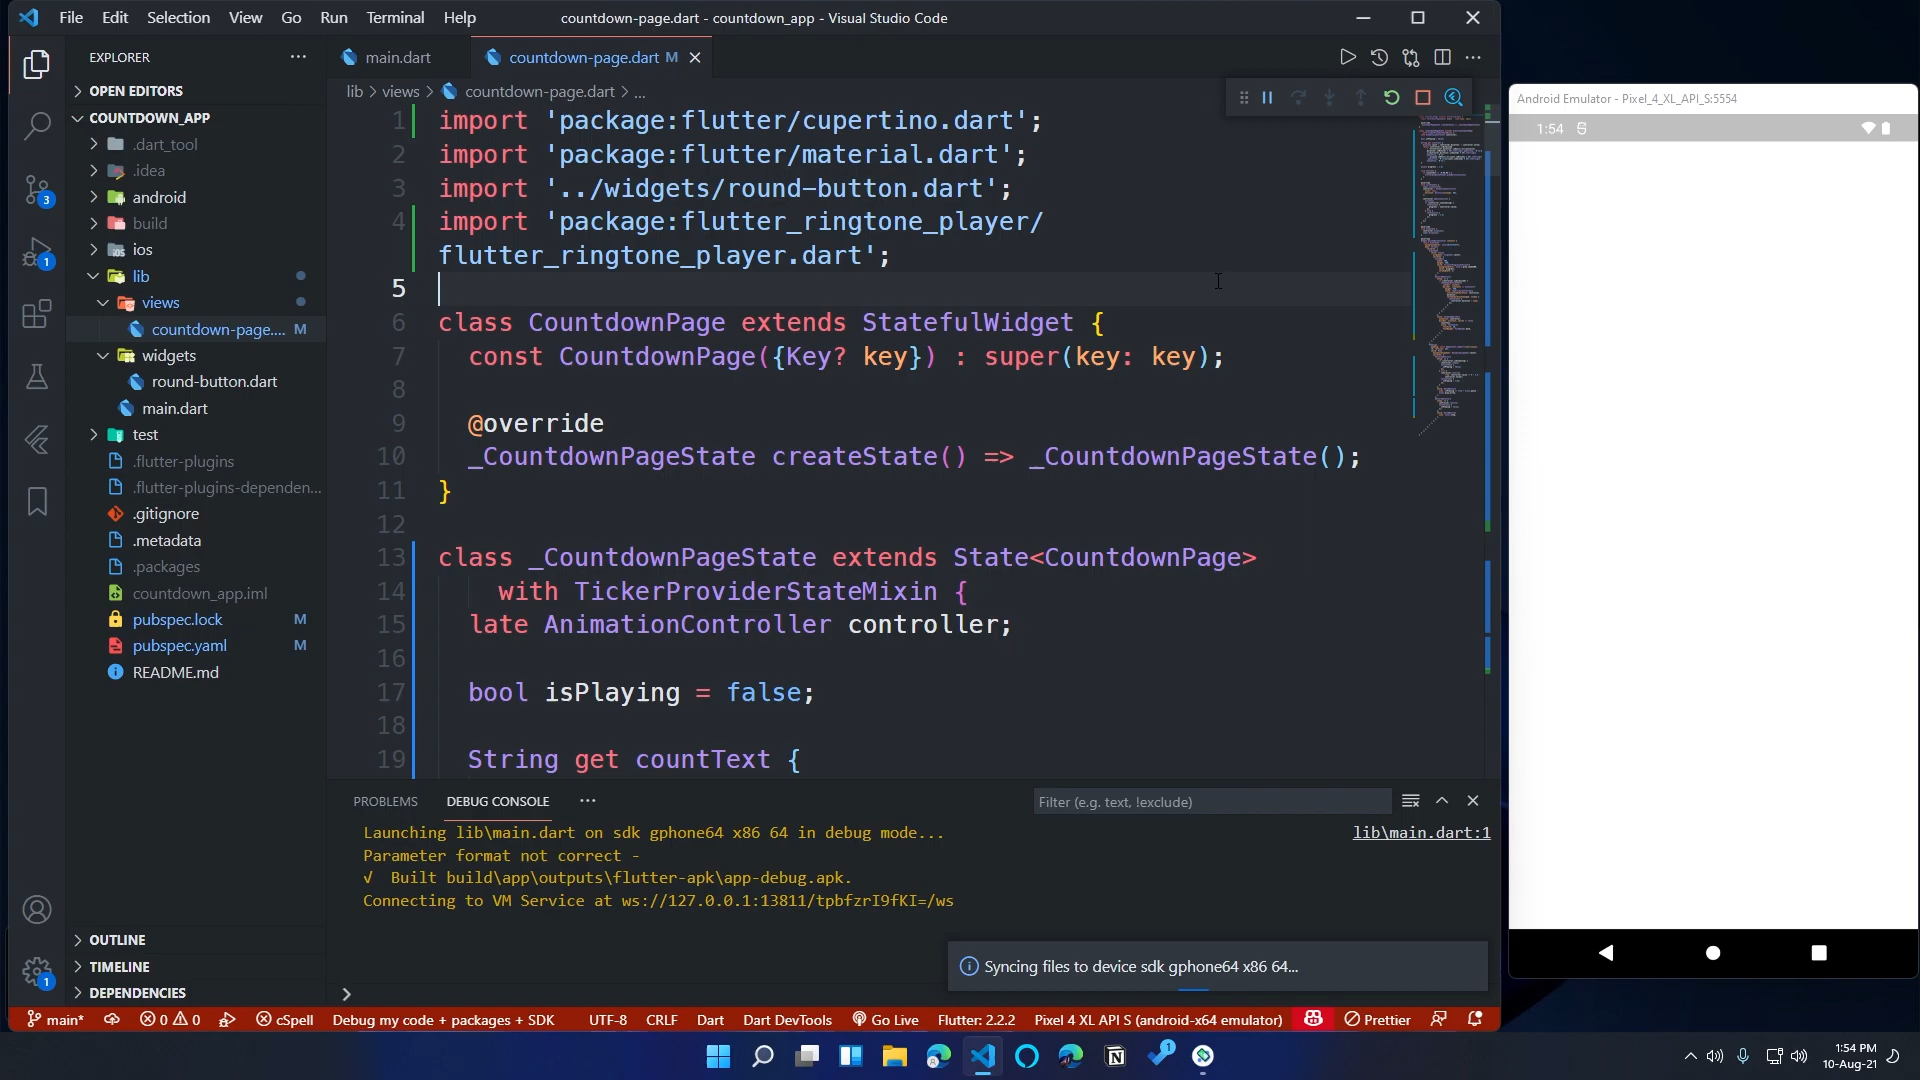 File Edit Selection View Go Run Terminal Help
countdown-page.dart - countdown_app - Visual Studio Code
EXPLORER
OPEN EDITORS
COUNTDOWN_APP
.dart_tool
.idea
android
build
ios
lib
views
countdown-page.... M
widgets
round-button.dart
main.dart
test
.flutter-plugins
.flutter-plugins-dependen...
.gitignore
.metadata
.packages
countdown_app.iml
pubspec.lock M
pubspec.yaml M
README.md
OUTLINE
TIMELINE
DEPENDENCIES
main.dart
countdown-page.dart M
lib > views > countdown-page.dart > ...
1 import 'package:flutter/cupertino.dart';
2 import 'package:flutter/material.dart';
3 import '../widgets/round-button.dart';
4 import 'package:flutter_ringtone_player/
flutter_ringtone_player.dart';
5
6 class CountdownPage extends StatefulWidget {
7 const CountdownPage({Key? key}) : super(key: key);
8
9 @override
10 _CountdownPageState createState() => _CountdownPageState();
11 }
12
13 class _CountdownPageState extends State<CountdownPage>
14 with TickerProviderStateMixin {
15 late AnimationController controller;
16
17 bool isPlaying = false;
18
19 String get countText {
PROBLEMS DEBUG CONSOLE
Filter (e.g. text, !exclude)
Launching lib\main.dart on sdk gphone64 x86 64 in debug mode...
lib\main.dart:1
Parameter format not correct -
√ Built build\app\outputs\flutter-apk\app-debug.apk.
Connecting to VM Service at ws://127.0.0.1:13811/tpbfzrI9fKI=/ws
Syncing files to device sdk gphone64 x86 64...
main* 0 0 cSpell Debug my code + packages + SDK UTF-8 CRLF Dart Dart DevTools Go Live Flutter: 2.2.2 Pixel 4 XL API S (android-x64 emulator) Prettier
3
1
1
Android Emulator - Pixel_4_XL_API_S:5554
1:54
1
1:54 PM
10-Aug-21